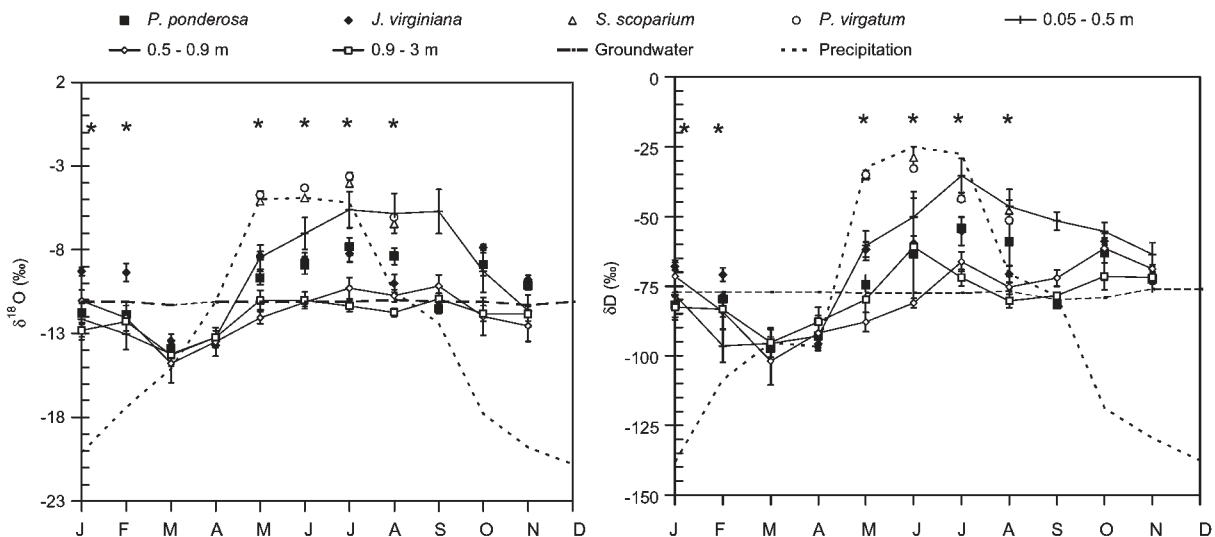 P. ponderosa J. virginiana S. scoparium P. virgatum 0.05 - 0.5 m
0.5 - 0.9 m 0.9 - 3 m Groundwater Precipitation
2
-3
-8
-13
-18
-23
δ¹⁸O (‰)
* * * * * *
J F M A M J J A S O N D
0
-25
-50
-75
-100
-125
-150
δD (‰)
* * * * * *
J F M A M J J A S O N D